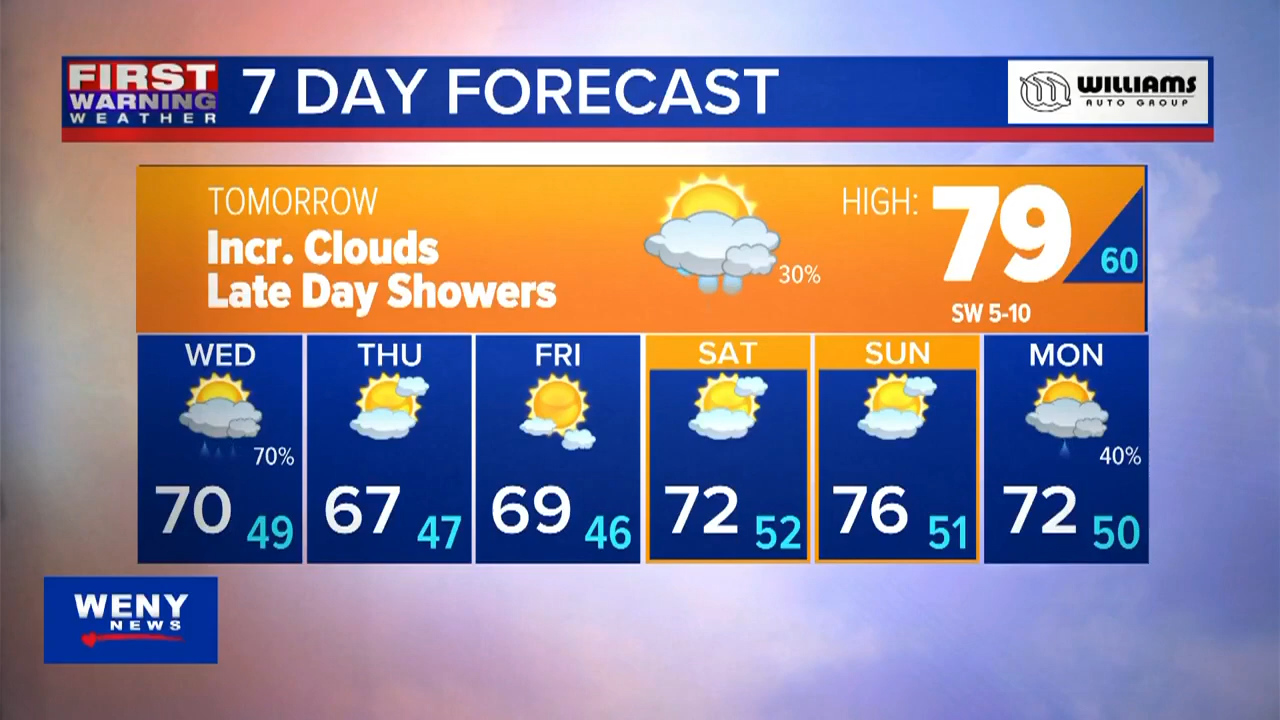 FIRST
WARNING
WEATHER
7 DAY FORECAST
WILLIAMS
AUTO GROUP
TOMORROW
Incr. Clouds
Late Day Showers
30%
HIGH: 79
60
SW 5-10
WED THU FRI SAT SUN MON
70% 40%
70 49 67 47 69 46 72 52 76 51 72 50
WENY
NEWS